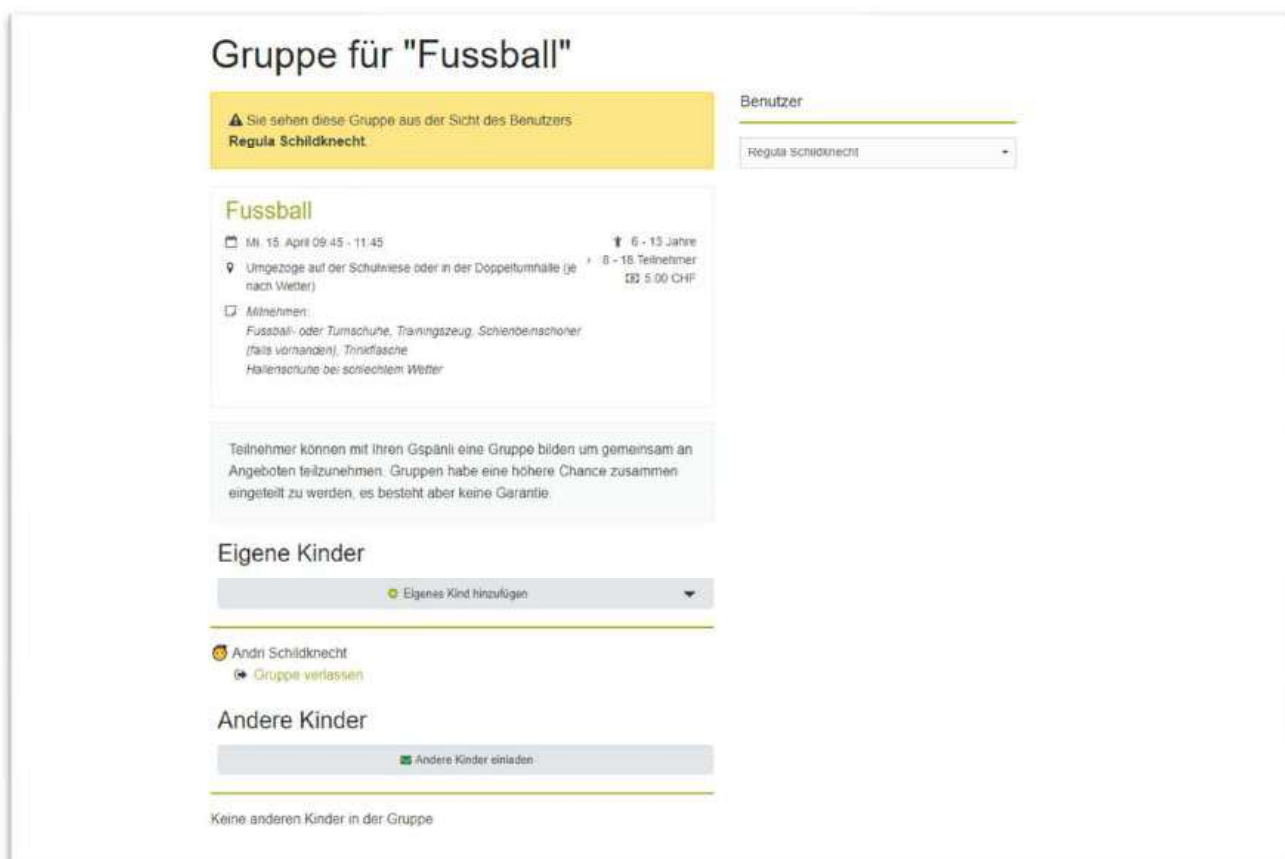 Gruppe für "Fussball"
Sie sehen diese Gruppe aus der Sicht des Benutzers
Regula Schildknecht.
Benutzer
Regula Schildknecht
Fussball
Mi. 15. April 09:45 - 11:45
6 - 13 Jahre
Umgezoge auf der Schulwiese oder in der Doppelturnhalle (je
nach Wetter)
8 - 18 Teilnehmer
5.00 CHF
Mitnehmen:
Fussball- oder Turnschuhe, Trainingszeug, Schienbeinschoner
(falls vorhanden), Trinkflasche
Hallenschuhe bei schlechtem Wetter
Teilnehmer können mit Ihren Gspänli eine Gruppe bilden um gemeinsam an
Angeboten teilzunehmen. Gruppen habe eine höhere Chance zusammen
eingeteilt zu werden, es besteht aber keine Garantie.
Eigene Kinder
Eigenes Kind hinzufügen
Andri Schildknecht
Gruppe verlassen
Andere Kinder
Andere Kinder einladen
Keine anderen Kinder in der Gruppe